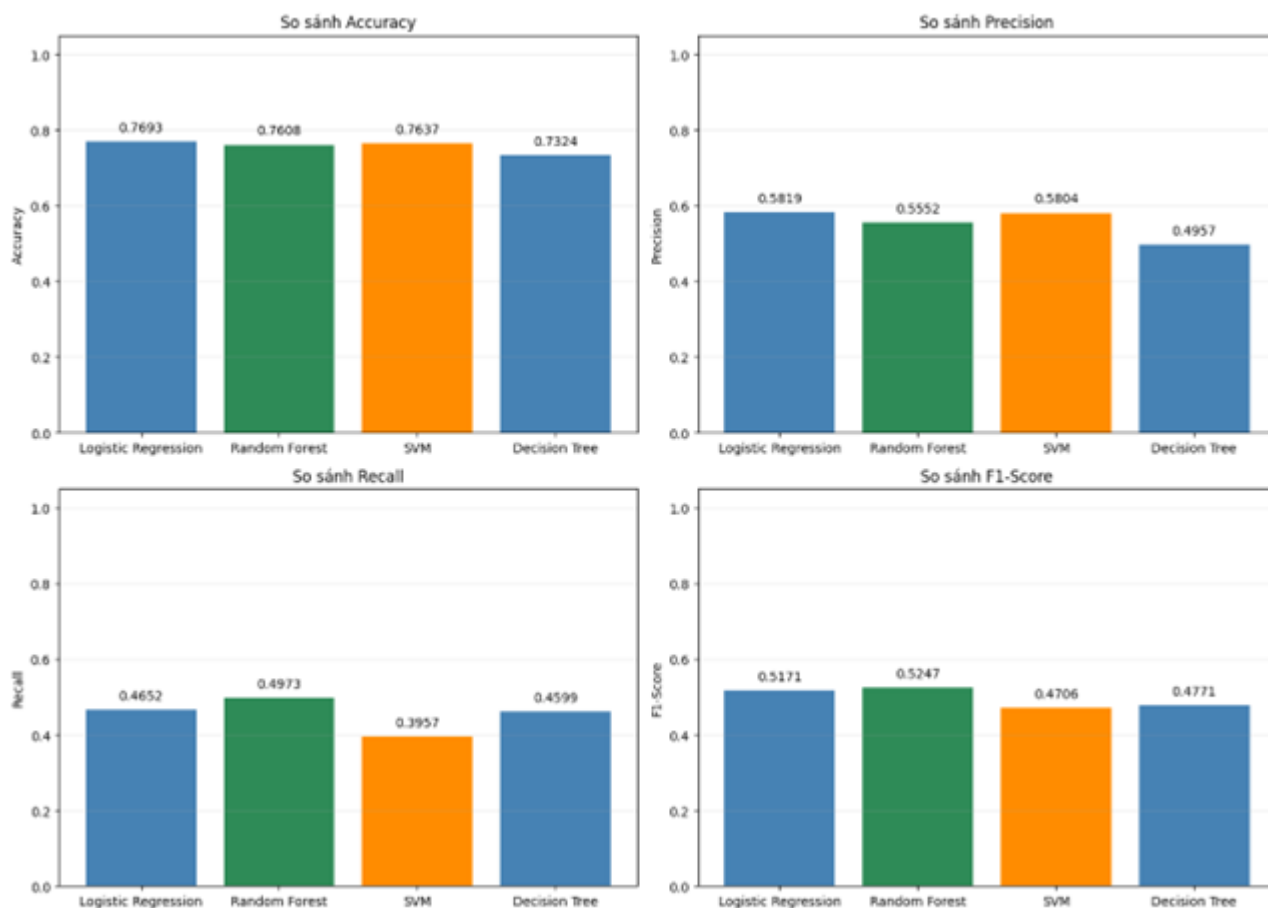 So sánh Accuracy
1.0
0.8
0.6
0.4
0.2
0.0
Accuracy
0.7693
0.7608
0.7637
0.7324
Logistic Regression
Random Forest
SVM
Decision Tree
So sánh Precision
1.0
0.8
0.6
0.4
0.2
0.0
Precision
0.5819
0.5552
0.5804
0.4957
Logistic Regression
Random Forest
SVM
Decision Tree
So sánh Recall
1.0
0.8
0.6
0.4
0.2
0.0
Recall
0.4652
0.4973
0.3957
0.4599
Logistic Regression
Random Forest
SVM
Decision Tree
So sánh F1-Score
1.0
0.8
0.6
0.4
0.2
0.0
F1-Score
0.5171
0.5247
0.4706
0.4771
Logistic Regression
Random Forest
SVM
Decision Tree